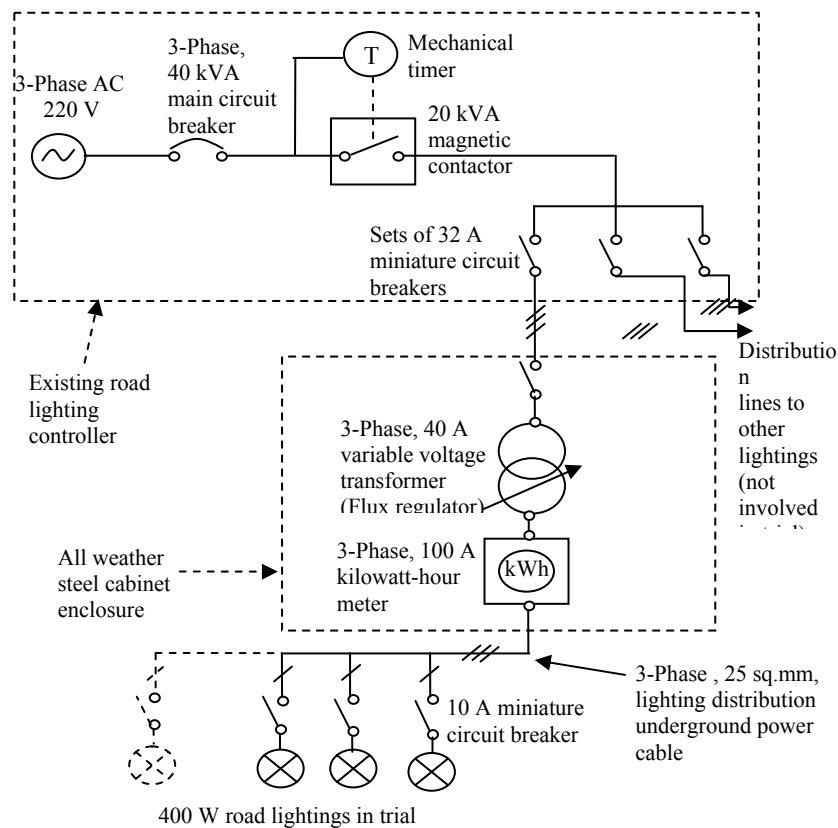 3-Phase AC
220 V
3-Phase,
40 kVA
main circuit
breaker
T
Mechanical
timer
20 kVA
magnetic
contactor
Sets of 32 A
miniature circuit
breakers
Existing road
lighting
controller
Distributio
n
lines to
other
lightings
(not
involved
3-Phase, 40 A
variable voltage
transformer
(Flux regulator)
3-Phase, 100 A
kilowatt-hour
meter
kWh
All weather
steel cabinet
enclosure
3-Phase , 25 sq.mm,
lighting distribution
underground power
cable
10 A miniature
circuit breaker
400 W road lightings in trial